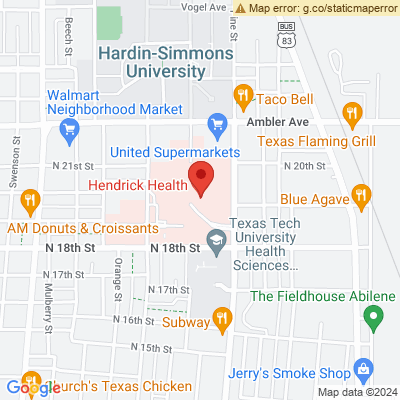 Vogel Ave
Map error: g.co/staticmaperror
Beech St
Hardin-Simmons
University
BUS
83
Walmart
Neighborhood Market
Taco Bell
Ambler Ave
Swenson St
United Supermarkets
Texas Flaming
Grill
N 21st St
N 20th St
Hendrick Health
Blue Agave
AM Donuts & Croissants
Texas Tech
University
Health
Sciences...
N 18th St
N 18th St
N 17th St
Orange St
Mulberry St
N 17th St
The Fieldhouse Abilene
N 16th St
Subway
N 15th St
Jerry's Smoke Shop
Church's Texas Chicken
Google
Map data ©2024